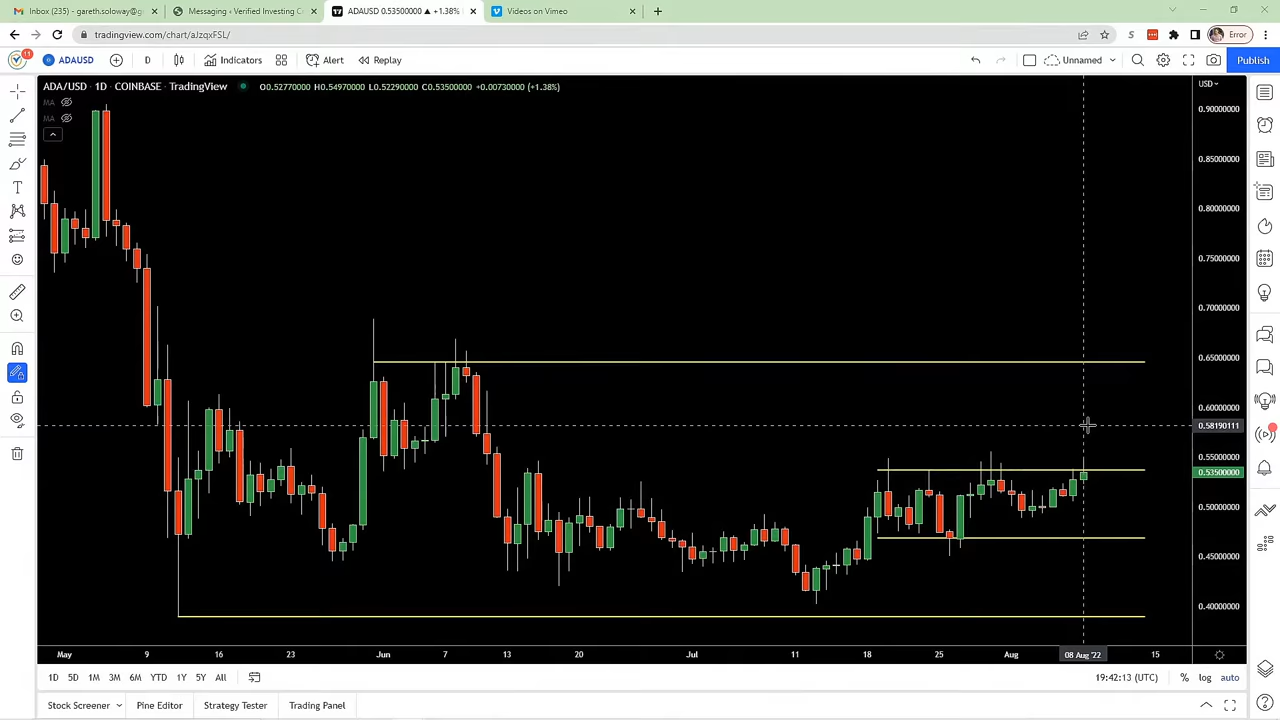 Inbox (235) - gareth.soloway@g
Messaging ‹ Verified Investing C
ADAUSD 0.53500000 ▲ +1.38%
Videos on Vimeo
tradingview.com/chart/aJzqxFSL/
Error
11
ADAUSD
D
Indicators
Alert
Replay
Unnamed
Publish
ADA/USD · 1D · COINBASE · TradingView
O0.52770000 H0.54970000 L0.52290000 C0.53500000 +0.00730000 (+1.38%)
USD
MA
MA
0.90000000
0.85000000
0.80000000
0.75000000
0.70000000
0.65000000
0.60000000
0.58190111
0.55000000
0.53500000
0.50000000
0.45000000
0.40000000
May 9 16 23 Jun 7 13 20 Jul 11 18 25 Aug 08 Aug '22 15
1D 5D 1M 3M 6M YTD 1Y 5Y All
19:42:13 (UTC) % log auto
Stock Screener Pine Editor Strategy Tester Trading Panel